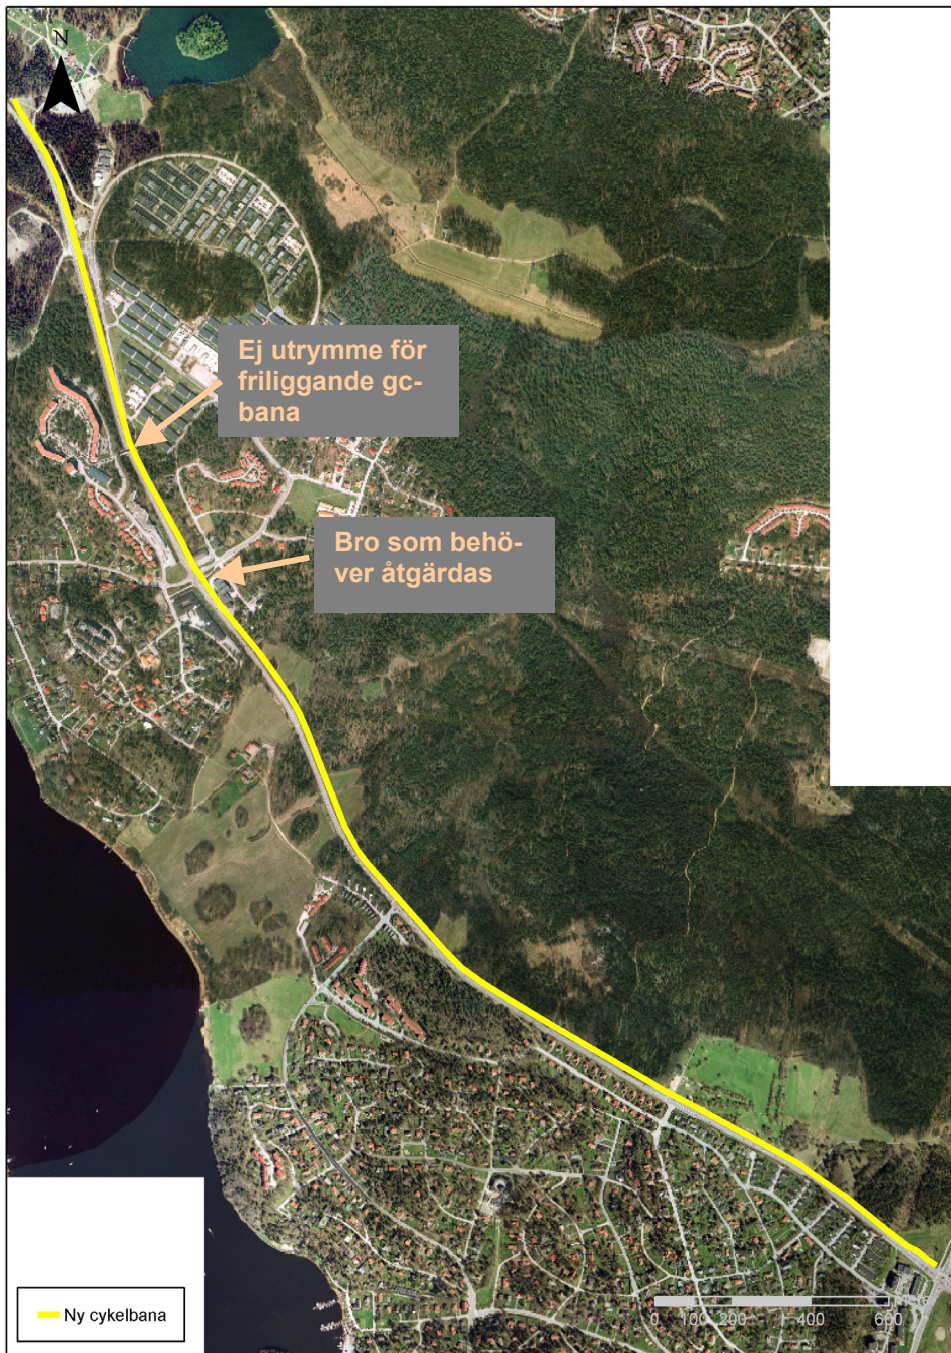 N
Ej utrymme för
friliggande gc-
bana
Bro som behö-
ver åtgärdas
Ny cykelbana
0 100 200 400 600